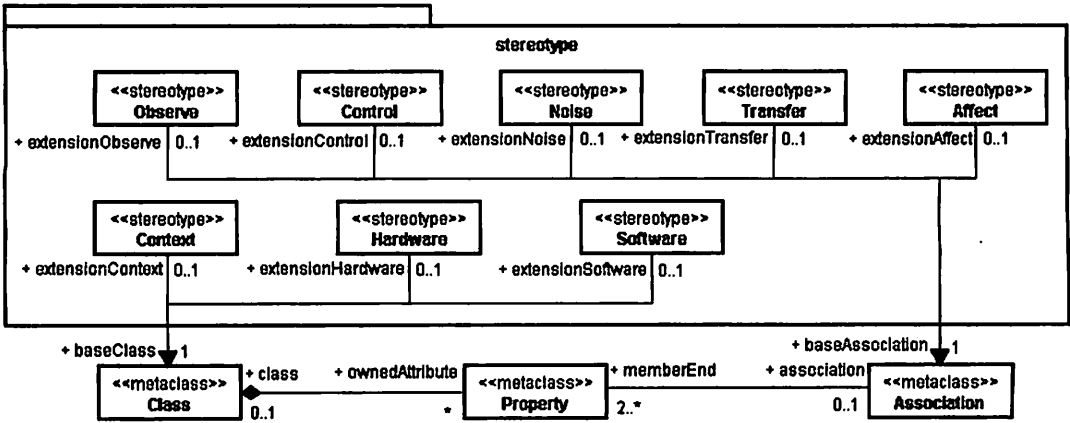 stereotype
<<stereotype>> <<stereotype>> <<stereotype>> <<stereotype>> <<stereotype>>
Observe Control Noise Transfer Affect
+ extensionObserve 0..1 + extensionControl 0..1 + extensionNoise 0..1 + extensionTransfer 0..1 + extensionAffect 0..1
<<stereotype>> <<stereotype>> <<stereotype>>
Context Hardware Software
+ extensionContext 0..1 + extensionHardware 0..1 + extensionSoftware 0..1
+ baseClass 1 + baseAssociation 1
<<metaclass>> + class + ownedAttribute <<metaclass>> + memberEnd + association <<metaclass>>
Class 0..1 * Property 2..* 0..1 Association